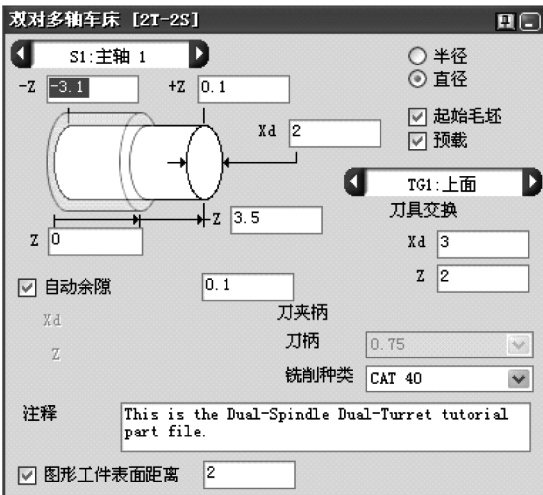 双对多轴车床 [2T-2S]
S1:主轴 1
半径
直径
-Z -3.1 +Z 0.1
起始毛坯
预载
Xd 2
TG1:上面
刀具交换
Z 3.5
Z 0
Xd 3
Z 2
自动余隙 0.1
Xd
Z
刀夹柄
刀柄 0.75
铣削种类 CAT 40
注释
This is the Dual-Spindle Dual-Turret tutorial
part file.
图形工件表面距离 2